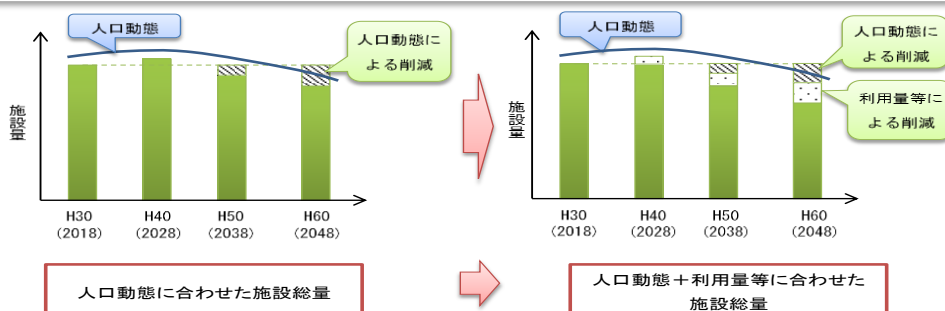 人口動態
人口動態に
よる削減
施設量
H30
(2018)
H40
(2028)
H50
(2038)
H60
(2048)
人口動態に合わせた施設総量
人口動態
人口動態に
よる削減
利用量等に
よる削減
施設量
H30
(2018)
H40
(2028)
H50
(2038)
H60
(2048)
人口動態+利用量等に合わせた
施設総量